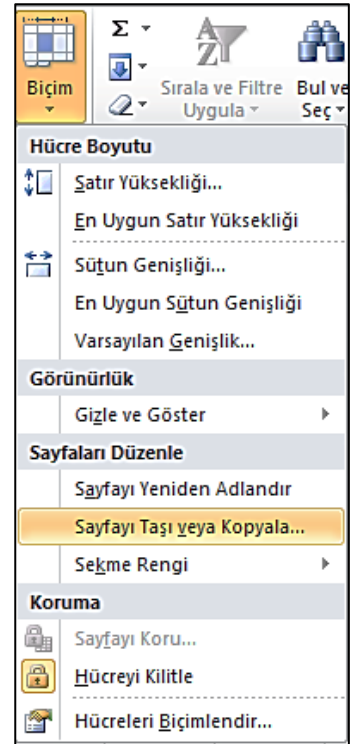 Σ
Biçim
Sırala ve Filtre
Uygula
Bul ve
Seç
Hücre Boyutu
Satır Yüksekliği...
En Uygun Satır Yüksekliği
Sütun Genişliği...
En Uygun Sütun Genişliği
Varsayılan Genişlik...
Görünürlük
Gizle ve Göster
Sayfaları Düzenle
Sayfayı Yeniden Adlandır
Sayfayı Taşı veya Kopyala...
Sekme Rengi
Koruma
Sayfayı Koru...
Hücreyi Kilitle
Hücreleri Biçimlendir...